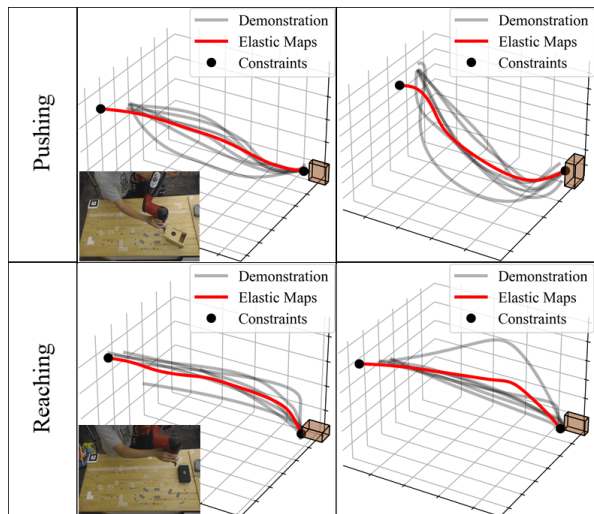 Pushing
Demonstration
Elastic Maps
Constraints
Demonstration
Elastic Maps
Constraints
Reaching
Demonstration
Elastic Maps
Constraints
Demonstration
Elastic Maps
Constraints